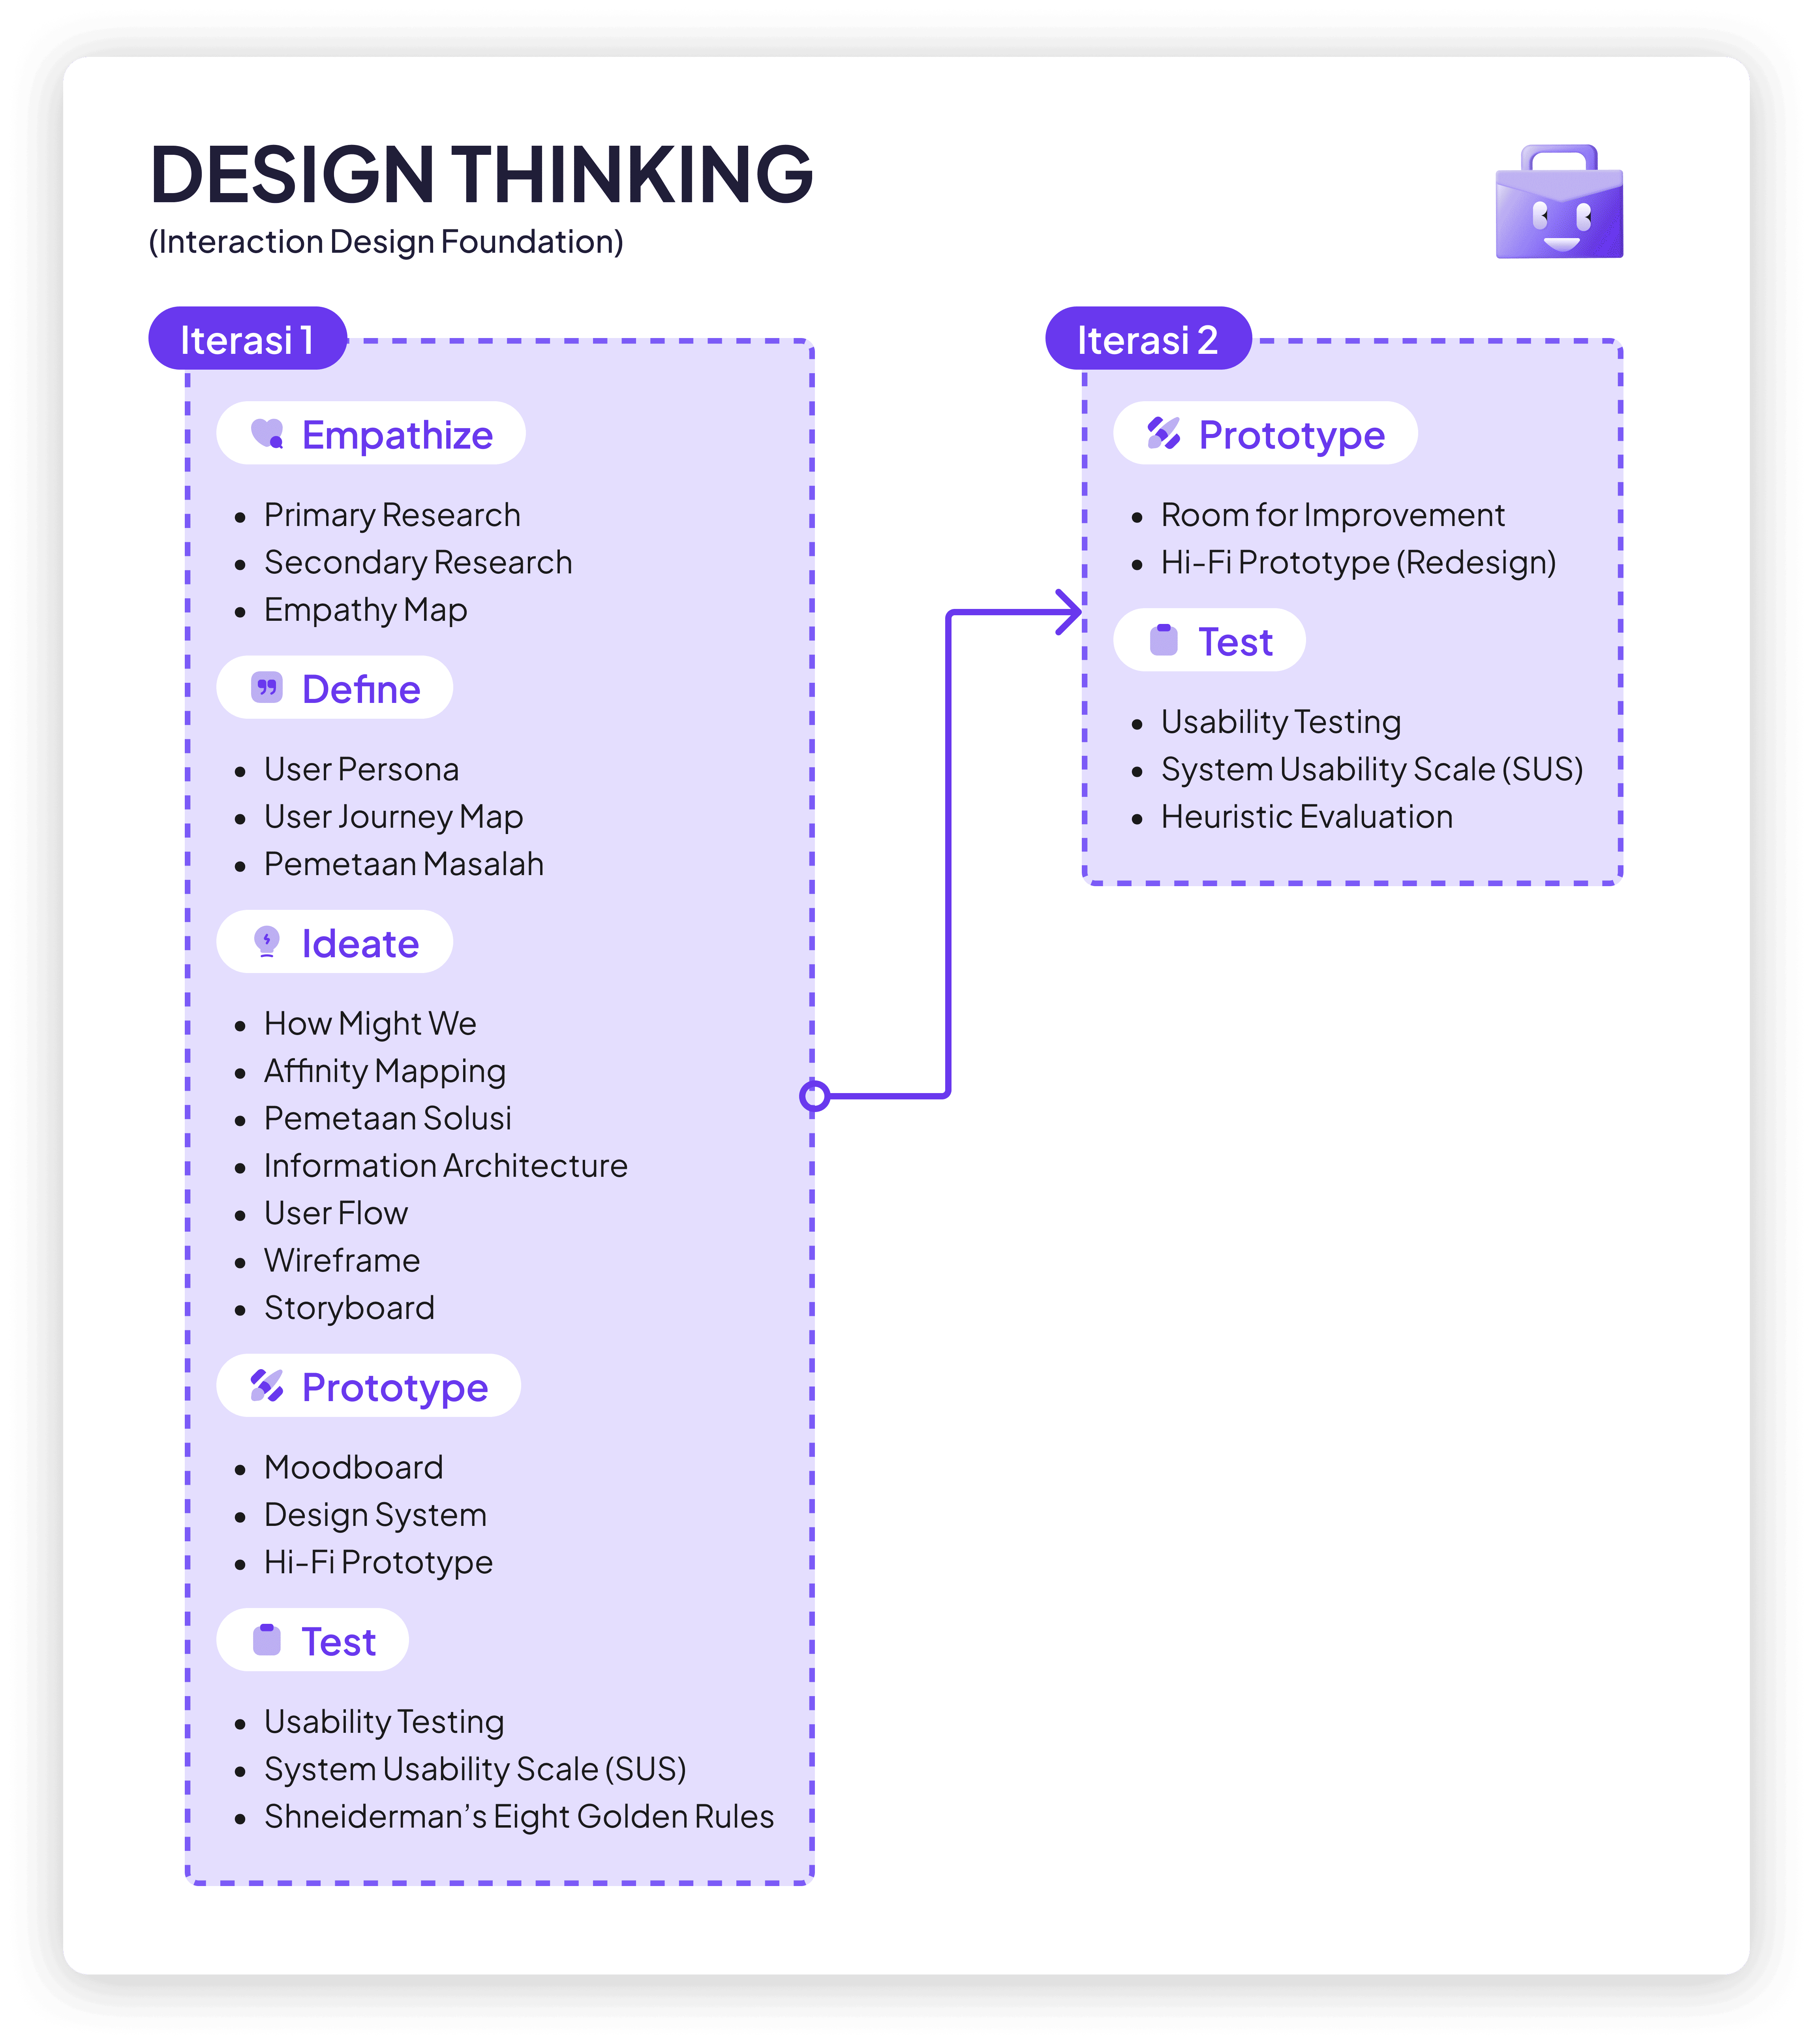 DESIGN THINKING
(Interaction Design Foundation)
Iterasi 1
Empathize
• Primary Research
• Secondary Research
• Empathy Map
Define
• User Persona
• User Journey Map
• Pemetaan Masalah
Ideate
• How Might We
• Affinity Mapping
• Pemetaan Solusi
• Information Architecture
• User Flow
• Wireframe
• Storyboard
Prototype
• Moodboard
• Design System
• Hi-Fi Prototype
Test
• Usability Testing
• System Usability Scale (SUS)
• Shneiderman’s Eight Golden Rules
Iterasi 2
Prototype
• Room for Improvement
• Hi-Fi Prototype (Redesign)
Test
• Usability Testing
• System Usability Scale (SUS)
• Heuristic Evaluation